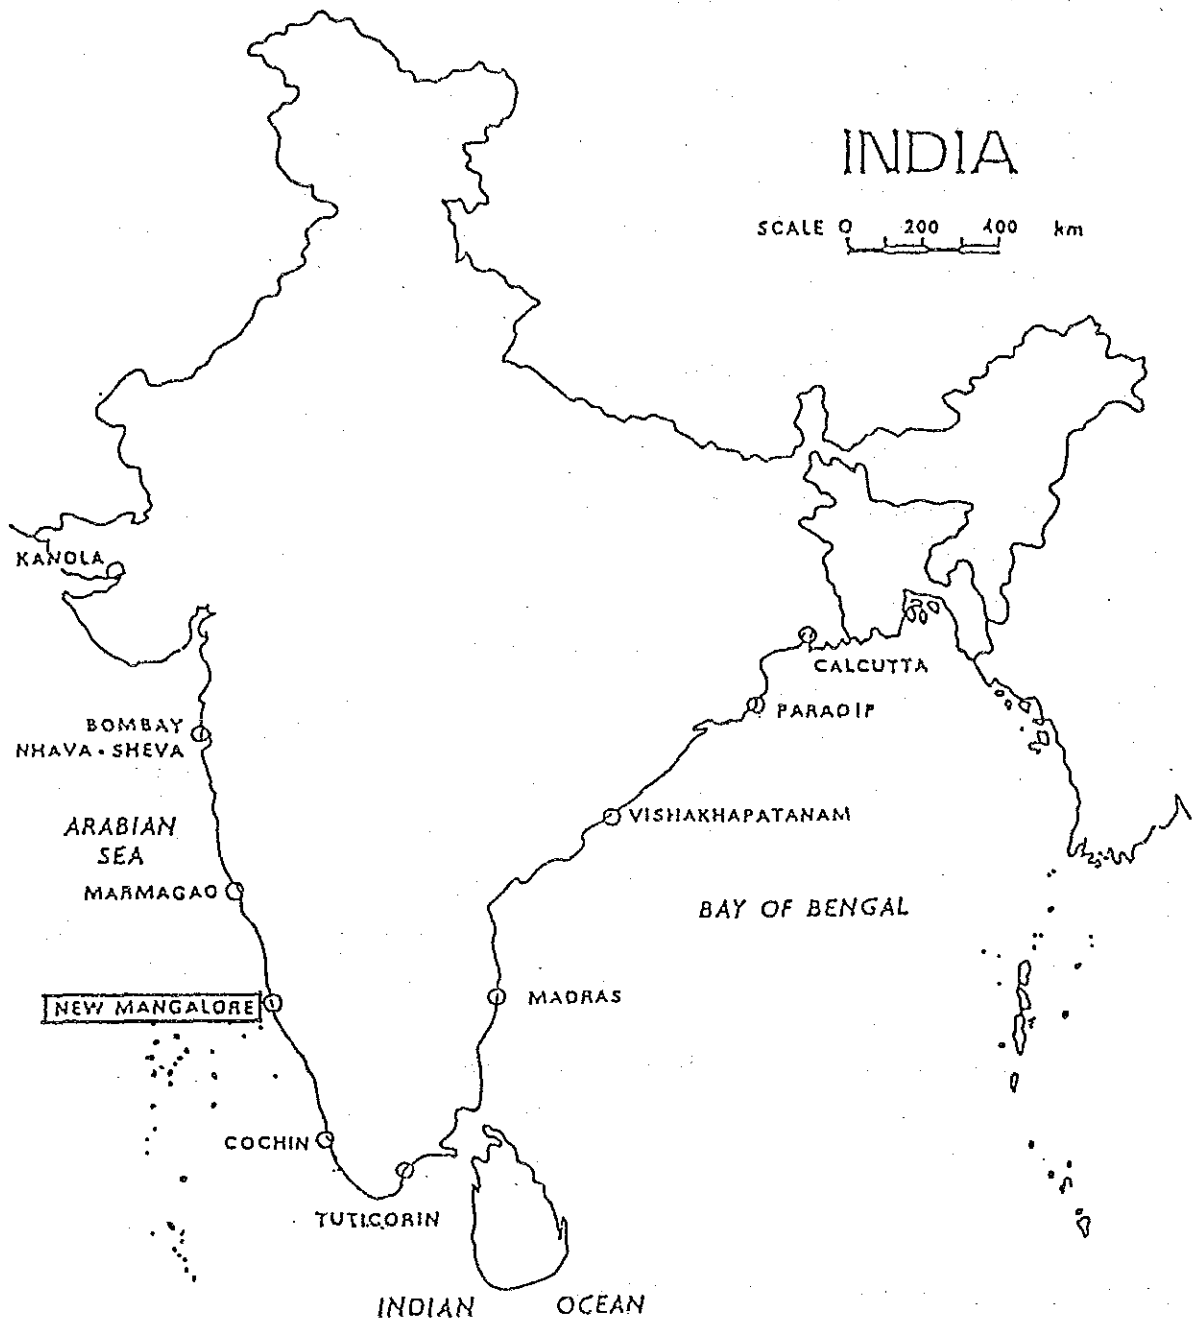 INDIA
SCALE 0 200 400 km
KANOLA
CALCUTTA
PARADIP
BOMBAY
NHAVA · SHEVA
VISHAKHAPATANAM
ARABIAN
SEA
MARMAGAO
BAY OF BENGAL
NEW MANGALORE
MADRAS
COCHIN
TUTICORIN
INDIAN OCEAN